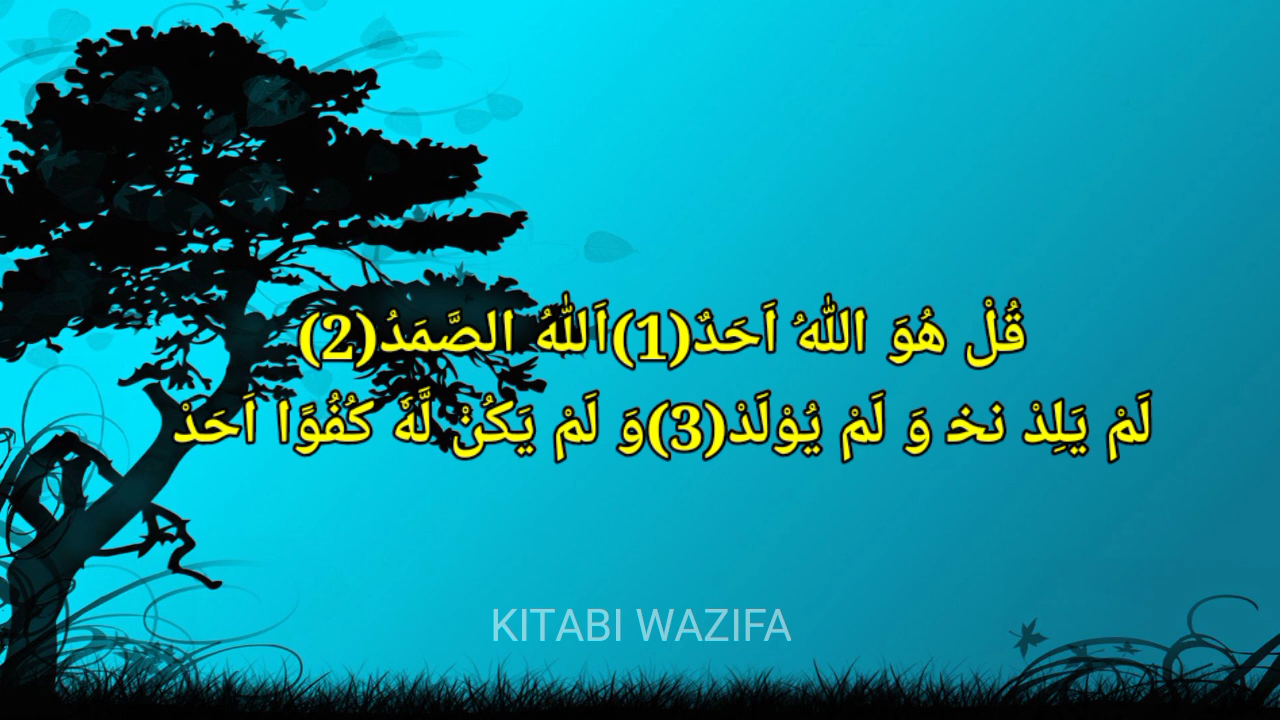 قُلْ هُوَ اللّٰهُ اَحَدٌ(1)اَللّٰهُ الصَّمَدُ(2)
لَمْ یَلِدْ نخ وَ لَمْ یُوْلَدْ(3)وَ لَمْ یَكُنْ لَّهٗ كُفُوًا اَحَدْ
KITABI WAZIFA